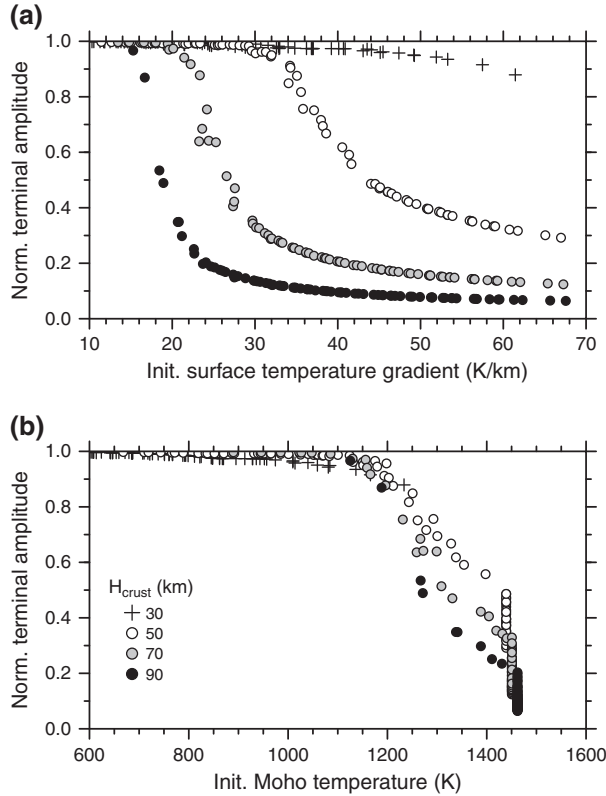 (a)
Norm. terminal amplitude
1.0
0.8
0.6
0.4
0.2
0.0
10 20 30 40 50 60 70
Init. surface temperature gradient (K/km)
(b)
Norm. terminal amplitude
1.0
0.8
0.6
0.4
0.2
0.0
H crust (km)
30
50
70
90
600 800 1000 1200 1400 1600
Init. Moho temperature (K)